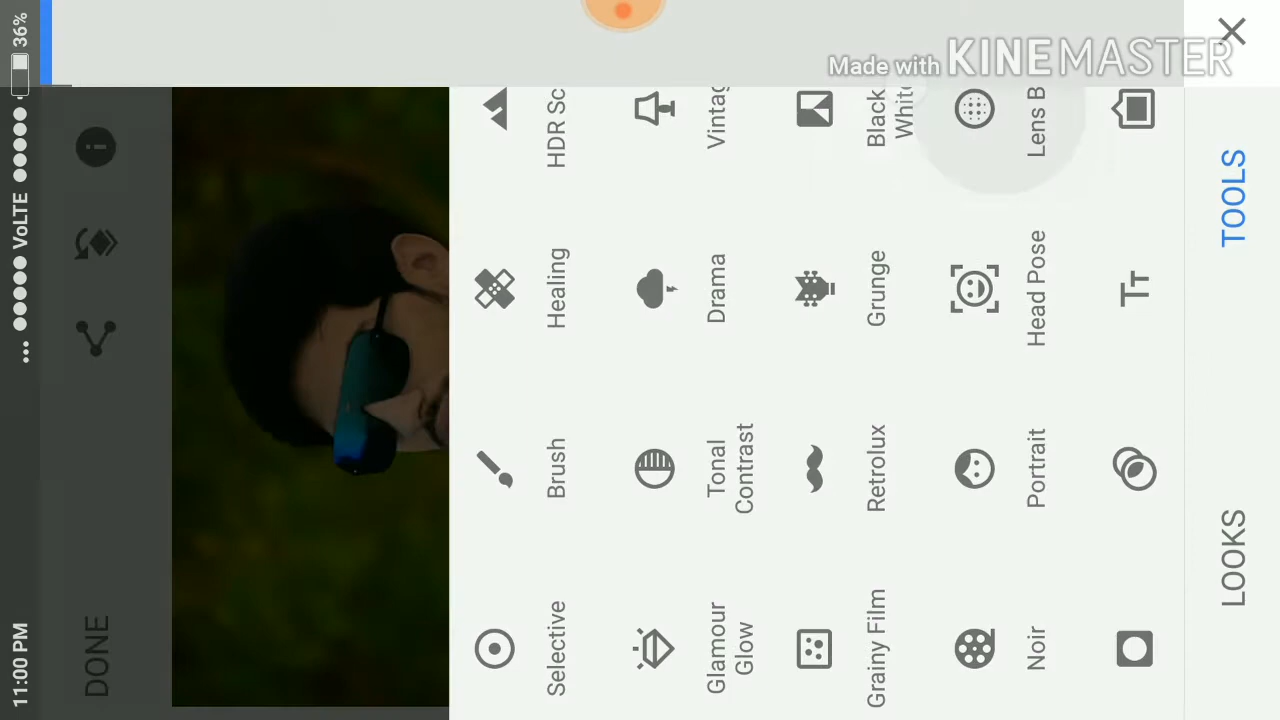 Made with KINEMASTER
11:00 PM
... VoLTE 36%
DONE
Selective
Brush
Healing
HDR Sc
Glamour
Glow
Tonal
Contrast
Drama
Vintag
Grainy Film
Retrolux
Grunge
Black
White
Noir
Portrait
Head Pose
Lens B
LOOKS
TOOLS